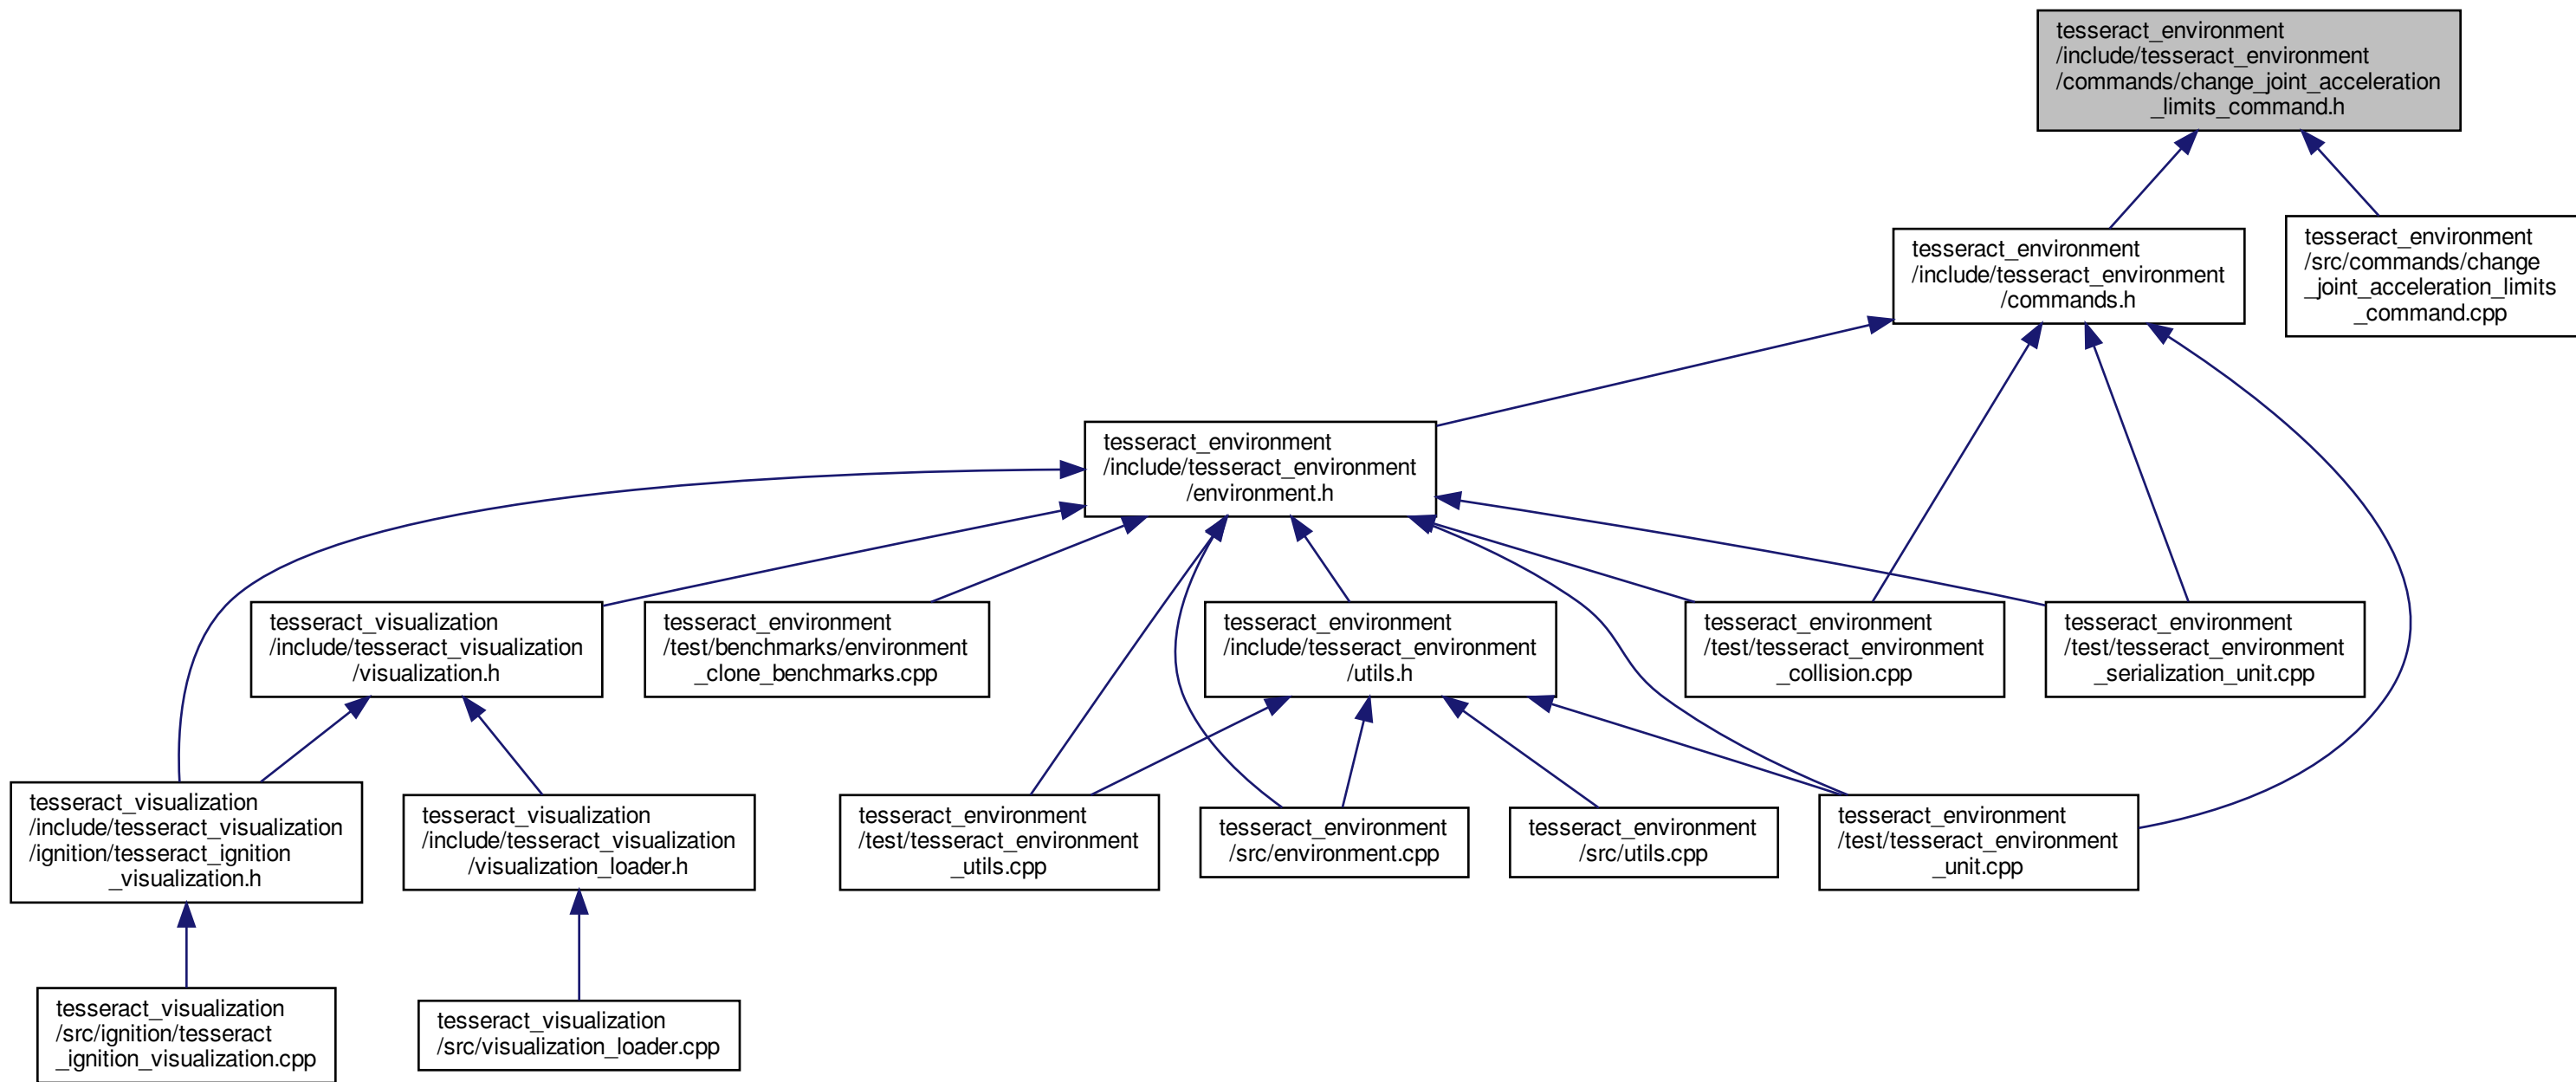 tesseract_environment
/include/tesseract_environment
/commands/change_joint_acceleration
_limits_command.h
tesseract_environment
/include/tesseract_environment
/commands.h
tesseract_environment
/src/commands/change
_joint_acceleration_limits
_command.cpp
tesseract_environment
/include/tesseract_environment
/environment.h
tesseract_visualization
/include/tesseract_visualization
/visualization.h
tesseract_environment
/test/benchmarks/environment
_clone_benchmarks.cpp
tesseract_environment
/include/tesseract_environment
/utils.h
tesseract_environment
/test/tesseract_environment
_collision.cpp
tesseract_environment
/test/tesseract_environment
_serialization_unit.cpp
tesseract_visualization
/include/tesseract_visualization
/ignition/tesseract_ignition
_visualization.h
tesseract_visualization
/include/tesseract_visualization
/visualization_loader.h
tesseract_environment
/test/tesseract_environment
_utils.cpp
tesseract_environment
/src/environment.cpp
tesseract_environment
/src/utils.cpp
tesseract_environment
/test/tesseract_environment
_unit.cpp
tesseract_visualization
/src/ignition/tesseract
_ignition_visualization.cpp
tesseract_visualization
/src/visualization_loader.cpp